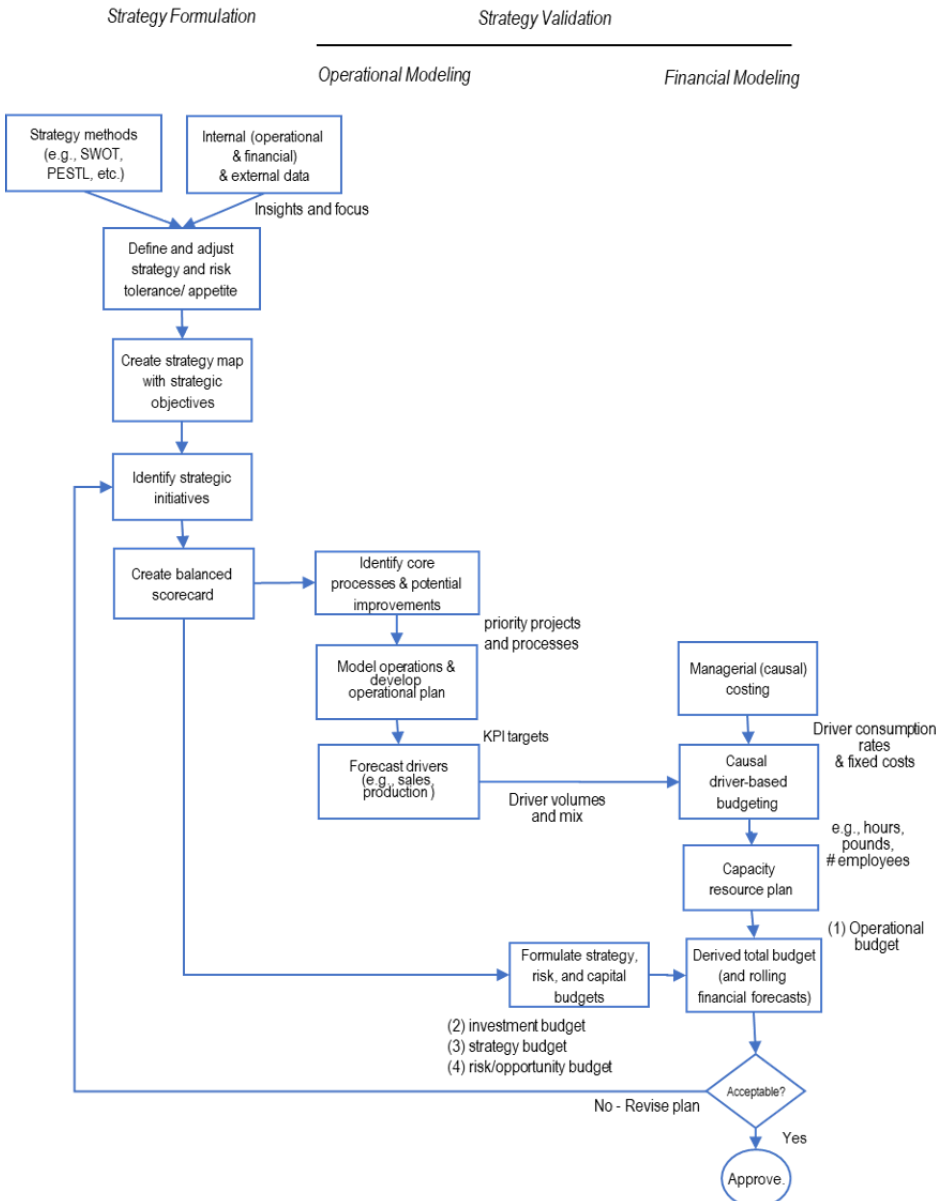 Strategy Formulation
Strategy Validation
Operational Modeling
Financial Modeling
Strategy methods
(e.g., SWOT,
PESTL, etc.)
Internal (operational
& financial)
& external data
Insights and focus
Define and adjust
strategy and risk
tolerance/ appetite
Create strategy map
with strategic
objectives
Identify strategic
initiatives
Create balanced
scorecard
Identify core
processes & potential
improvements
priority projects
and processes
Model operations &
develop
operational plan
Managerial (causal)
costing
KPI targets
Driver consumption
rates
& fixed costs
Forecast drivers
(e.g., sales,
production )
Driver volumes
and mix
Causal
driver-based
budgeting
e.g., hours,
pounds,
# employees
Capacity
resource plan
(1) Operational
budget
Formulate strategy,
risk, and capital
budgets
Derived total budget
(and rolling
financial forecasts)
(2) investment budget
(3) strategy budget
(4) risk/opportunity budget
Acceptable?
No - Revise plan
Yes
Approve.